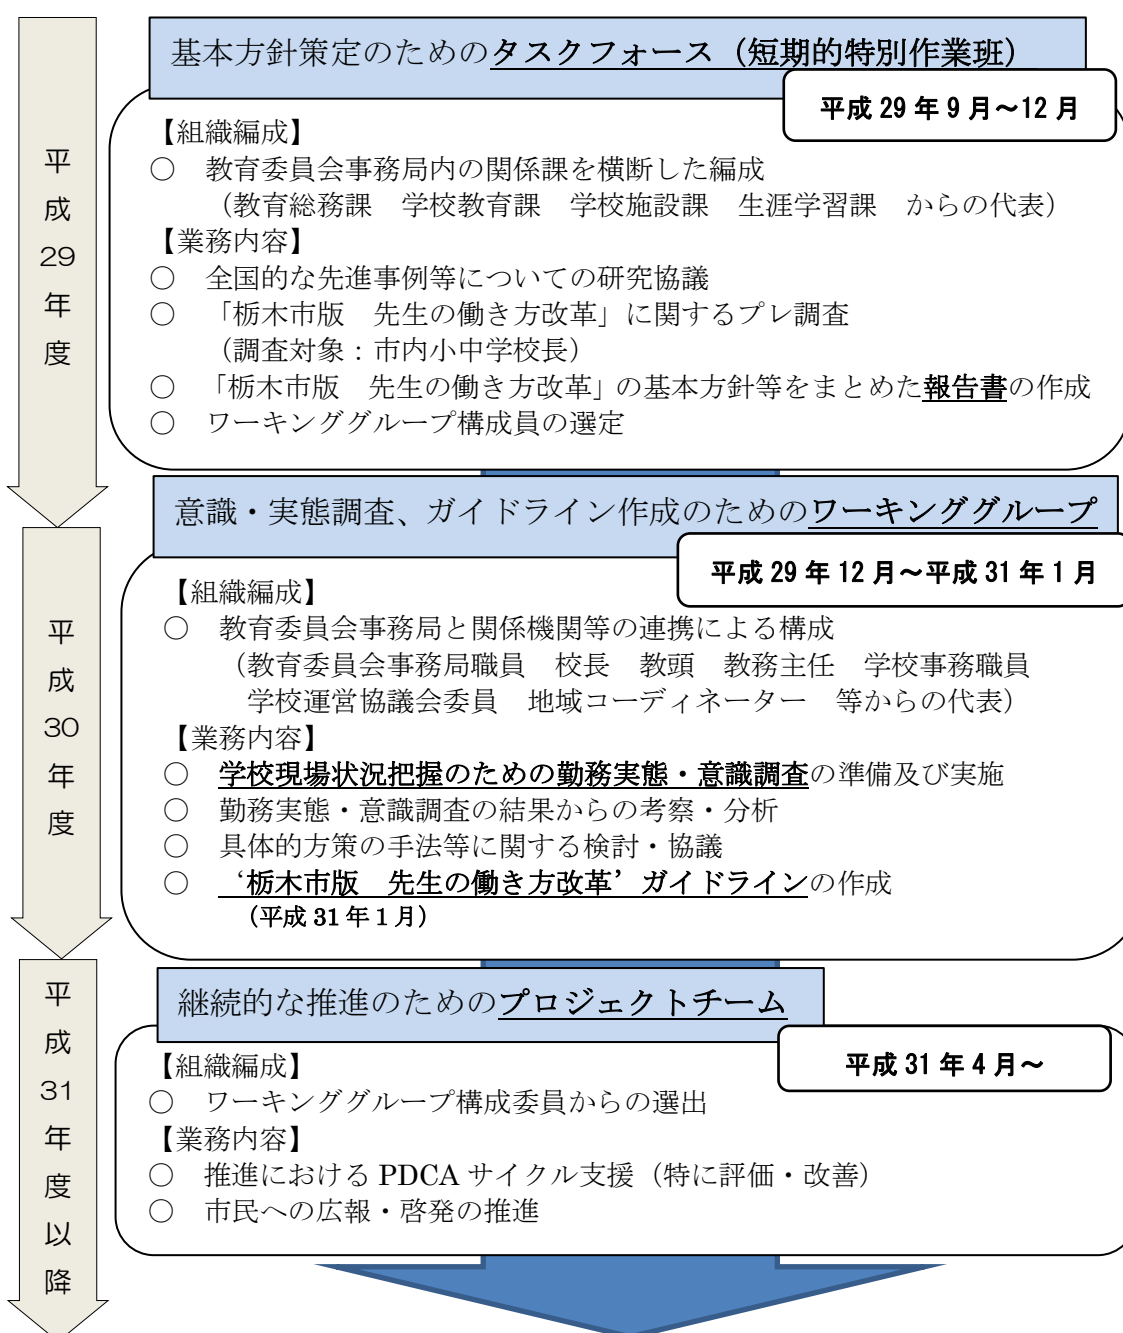 平成29年度
基本方針策定のためのタスクフォース（短期的特別作業班）
平成 29 年 9 月～12 月
【組織編成】
○　教育委員会事務局内の関係課を横断した編成
（教育総務課　学校教育課　学校施設課　生涯学習課　からの代表）
【業務内容】
○　全国的な先進事例等についての研究協議
○　「栃木市版　先生の働き方改革」に関するプレ調査
（調査対象：市内小中学校長）
○　「栃木市版　先生の働き方改革」の基本方針等をまとめた報告書の作成
○　ワーキンググループ構成員の選定
平成30年度
意識・実態調査、ガイドライン作成のためのワーキンググループ
平成 29 年 12 月～平成 31 年 1 月
【組織編成】
○　教育委員会事務局と関係機関等の連携による構成
（教育委員会事務局職員　校長　教頭　教務主任　学校事務職員
学校運営協議会委員　地域コーディネーター　等からの代表）
【業務内容】
○　学校現場状況把握のための勤務実態・意識調査の準備及び実施
○　勤務実態・意識調査の結果からの考察・分析
○　具体的方策の手法等に関する検討・協議
○　‘栃木市版　先生の働き方改革’ガイドラインの作成
（平成 31 年 1 月）
平成31年度以降
継続的な推進のためのプロジェクトチーム
平成 31 年 4 月～
【組織編成】
○　ワーキンググループ構成委員からの選出
【業務内容】
○　推進における PDCA サイクル支援（特に評価・改善）
○　市民への広報・啓発の推進